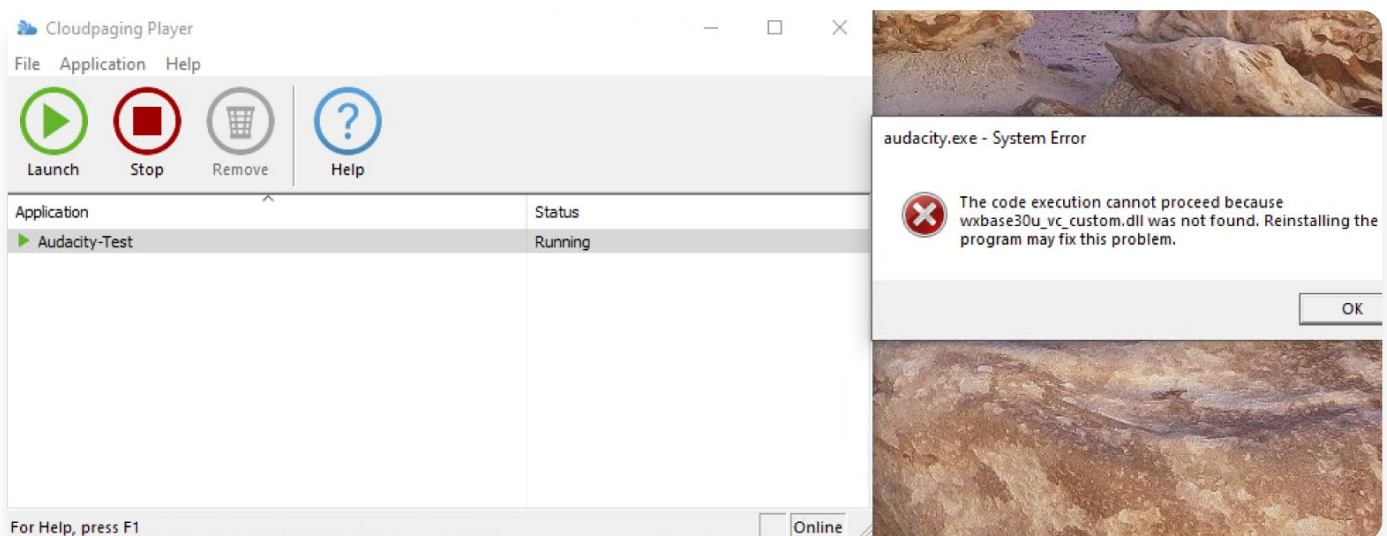 Cloudpaging Player
File Application Help
Launch Stop Remove Help
Application Status
Audacity-Test Running
For Help, press F1 Online
audacity.exe - System Error
The code execution cannot proceed because
wxbase30u_vc_custom.dll was not found. Reinstalling the
program may fix this problem.
OK